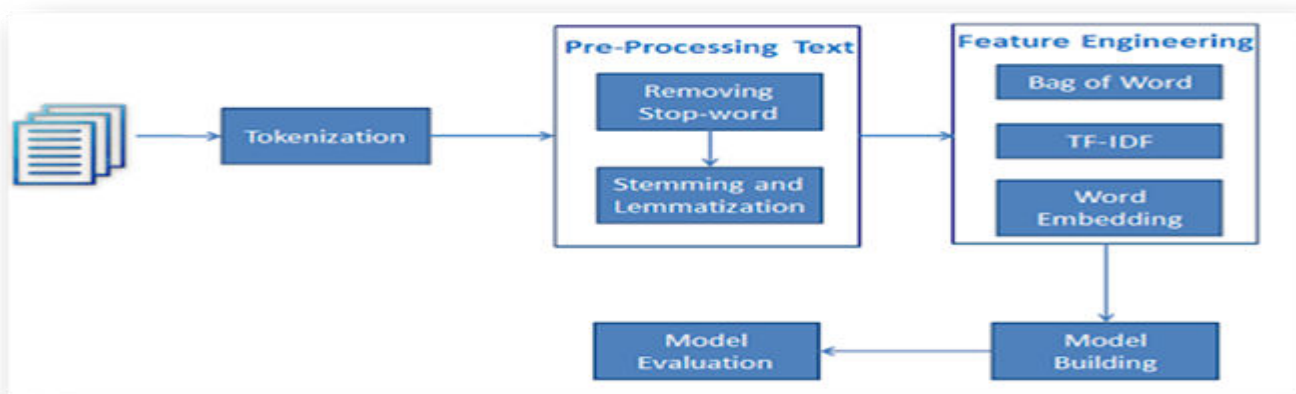 Tokenization
Pre-Processing Text
Removing
Stop-word
Stemming and
Lemmatization
Feature Engineering
Bag of Word
TF-IDF
Word
Embedding
Model
Building
Model
Evaluation